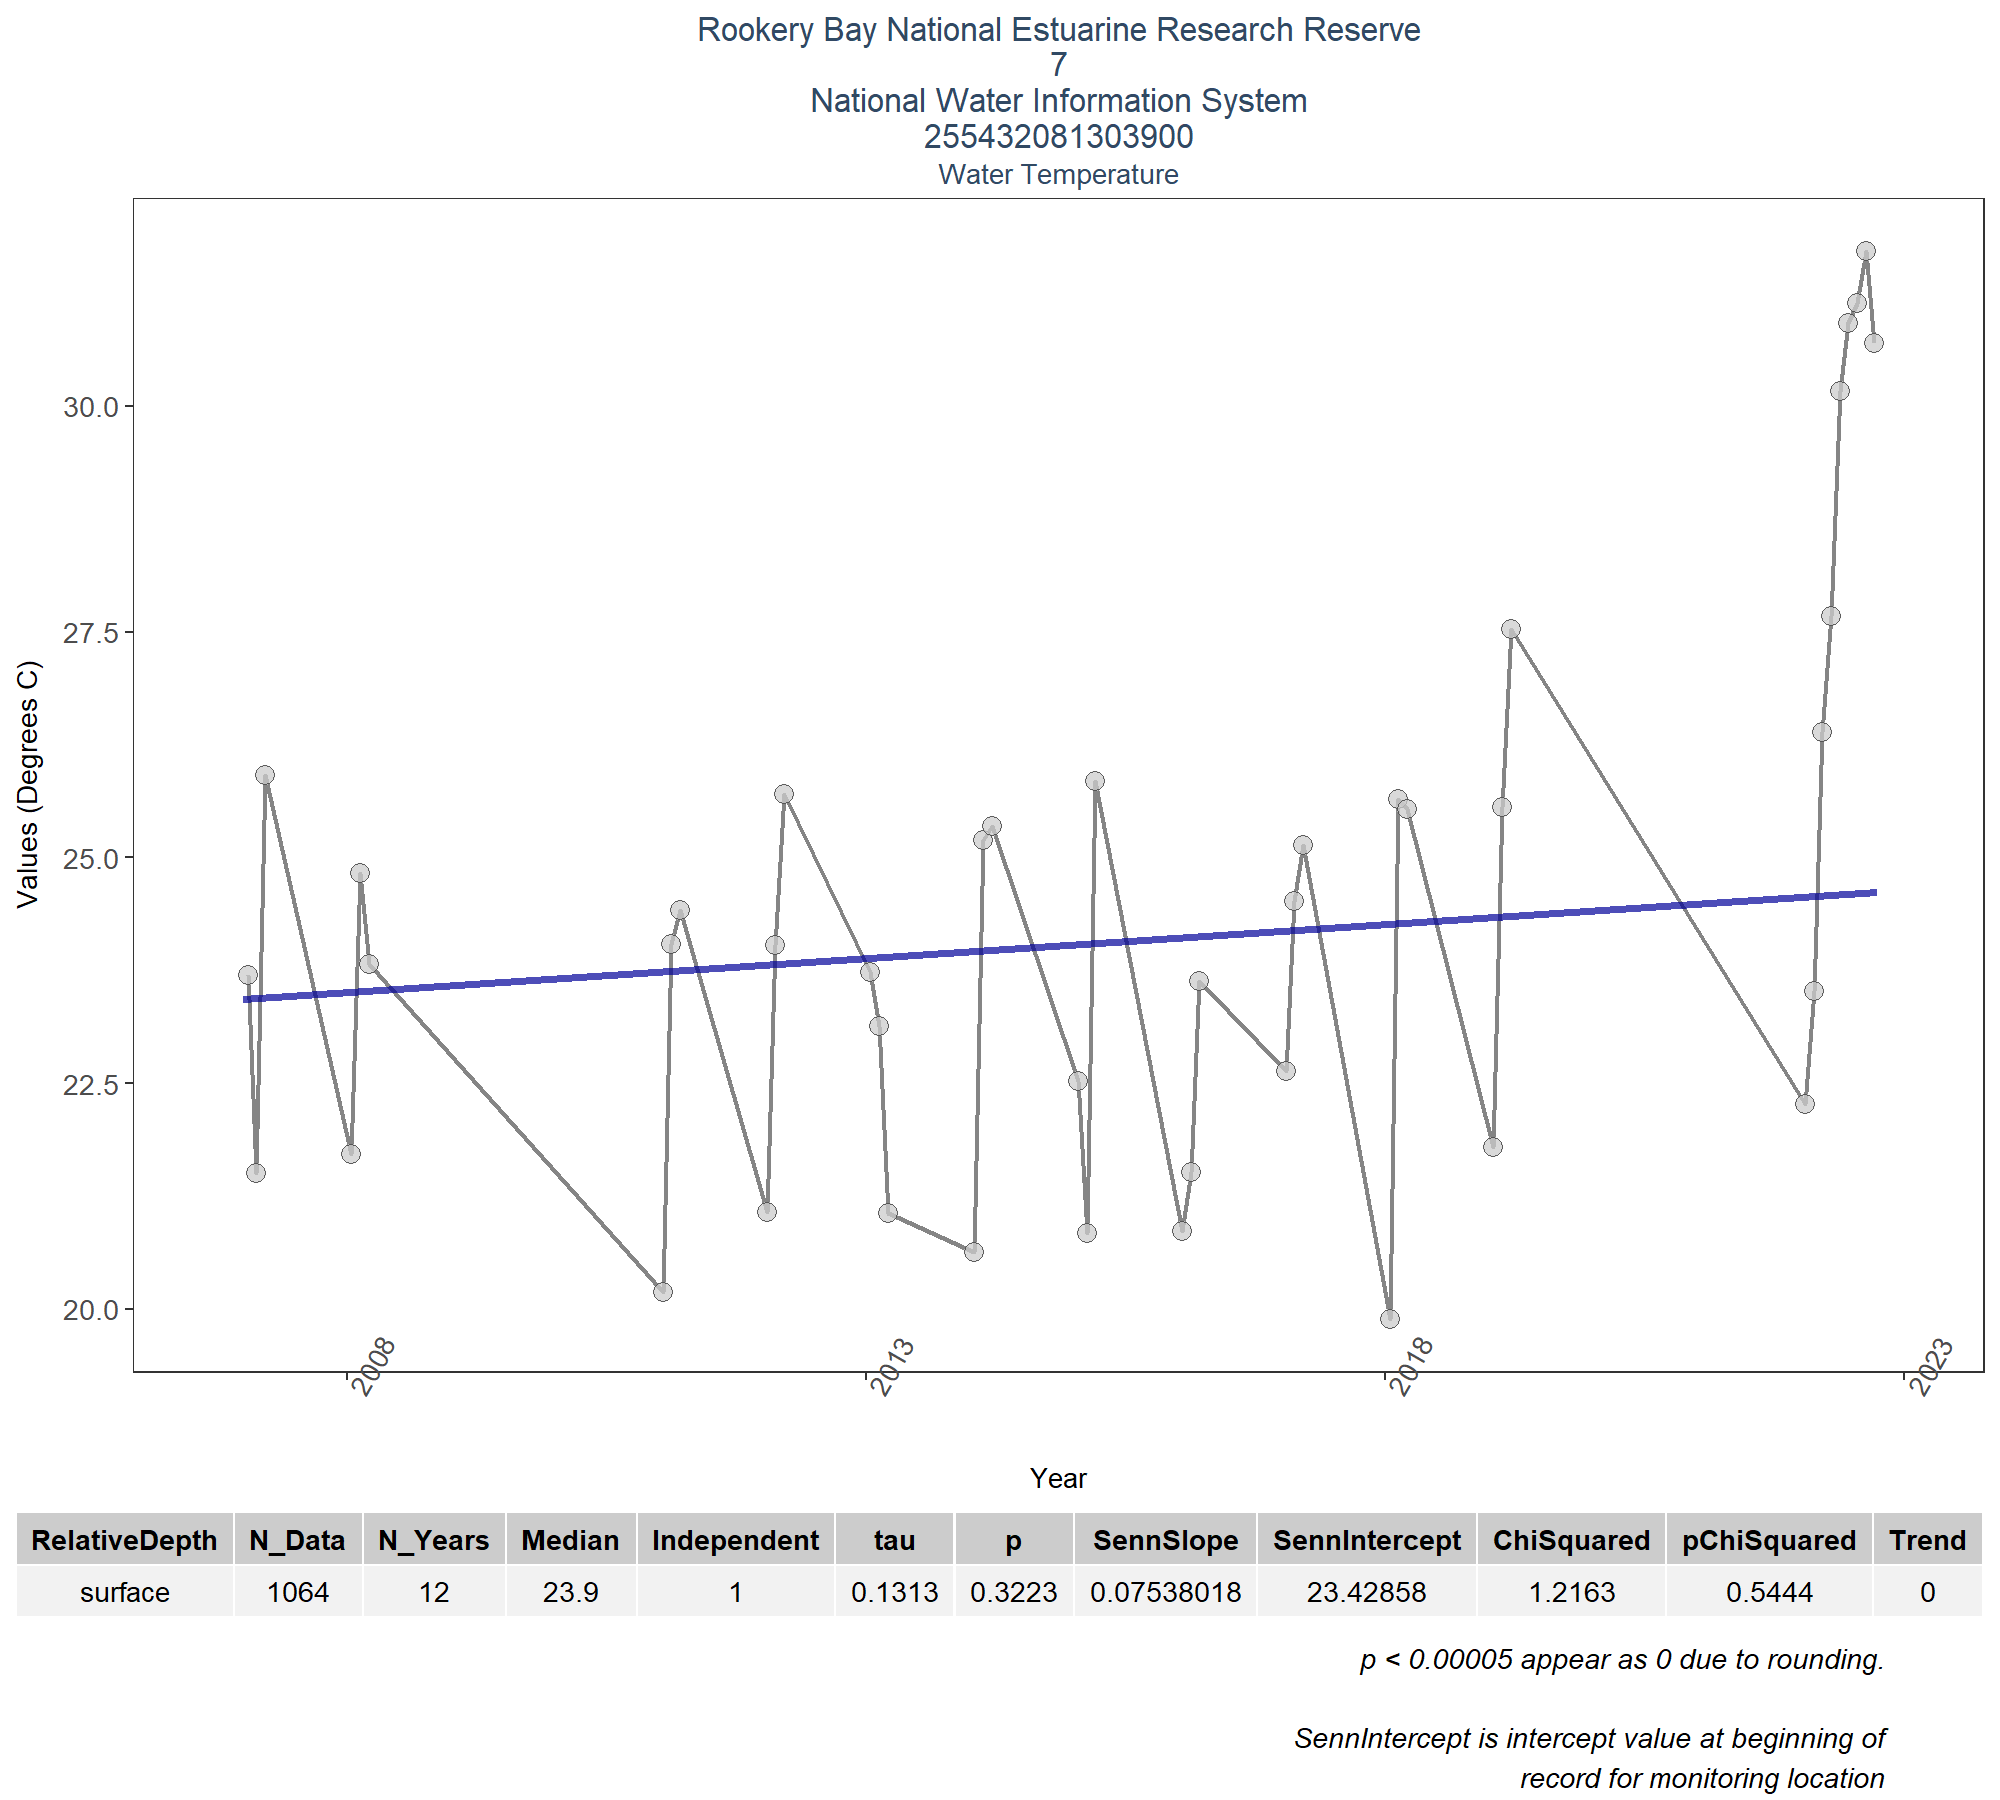 Rookery Bay National Estuarine Research Reserve
7
National Water Information System
255432081303900
Water Temperature
Values (Degrees C)
30.0
27.5
25.0
22.5
20.0
2008
2013
2018
2023
Year
RelativeDepth N_Data N_Years Median Independent tau p SennSlope SennIntercept ChiSquared pChiSquared Trend
surface 1064 12 23.9 1 0.1313 0.3223 0.07538018 23.42858 1.2163 0.5444 0
p < 0.00005 appear as 0 due to rounding.
SennIntercept is intercept value at beginning of
record for monitoring location